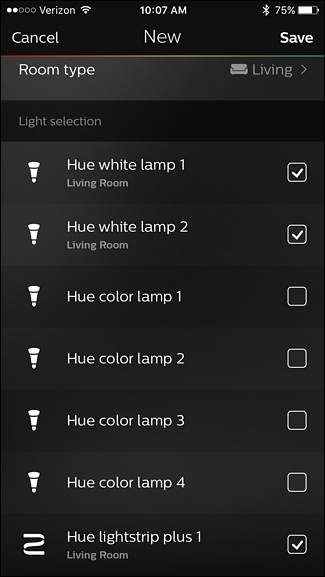 Verizon 10:07 AM 75%
Cancel New Save
Room type Living
Light selection
Hue white lamp 1
Living Room
Hue white lamp 2
Living Room
Hue color lamp 1
Hue color lamp 2
Hue color lamp 3
Hue color lamp 4
Hue lightstrip plus 1
Living Room